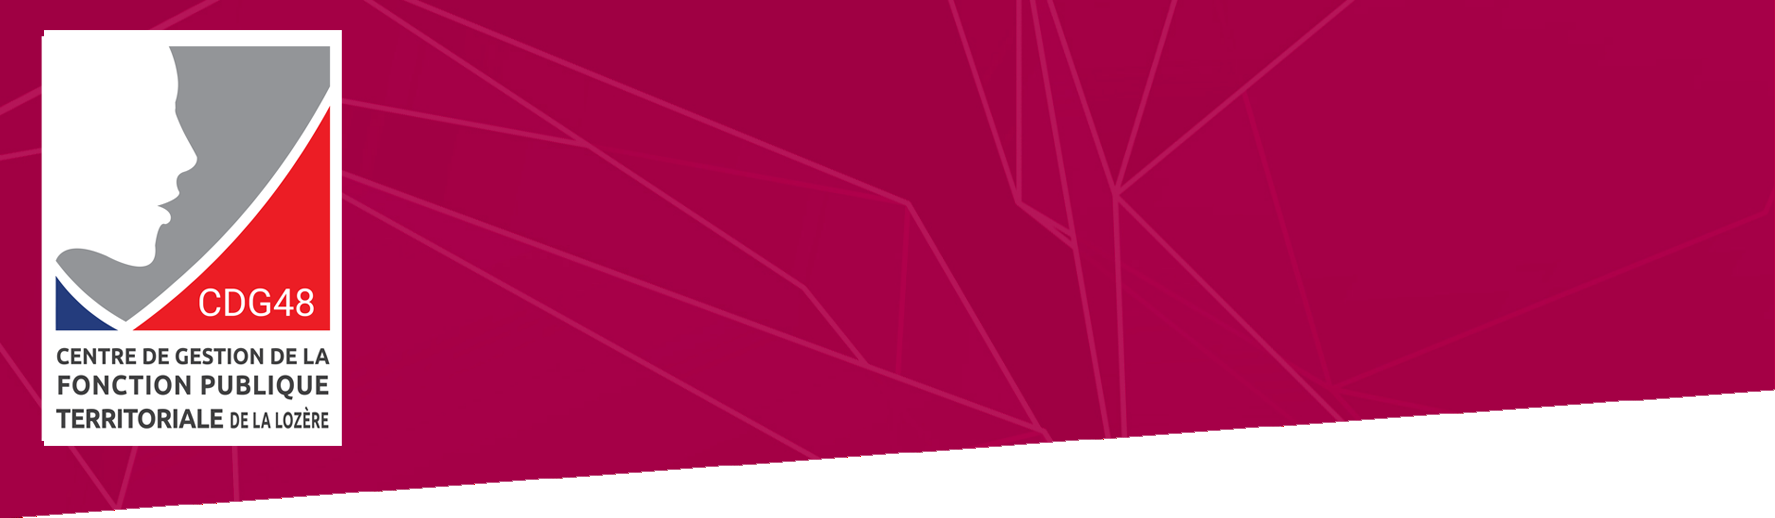 CDG48
CENTRE DE GESTION DE LA
FONCTION PUBLIQUE
TERRITORIALE DE LA LOZÈRE